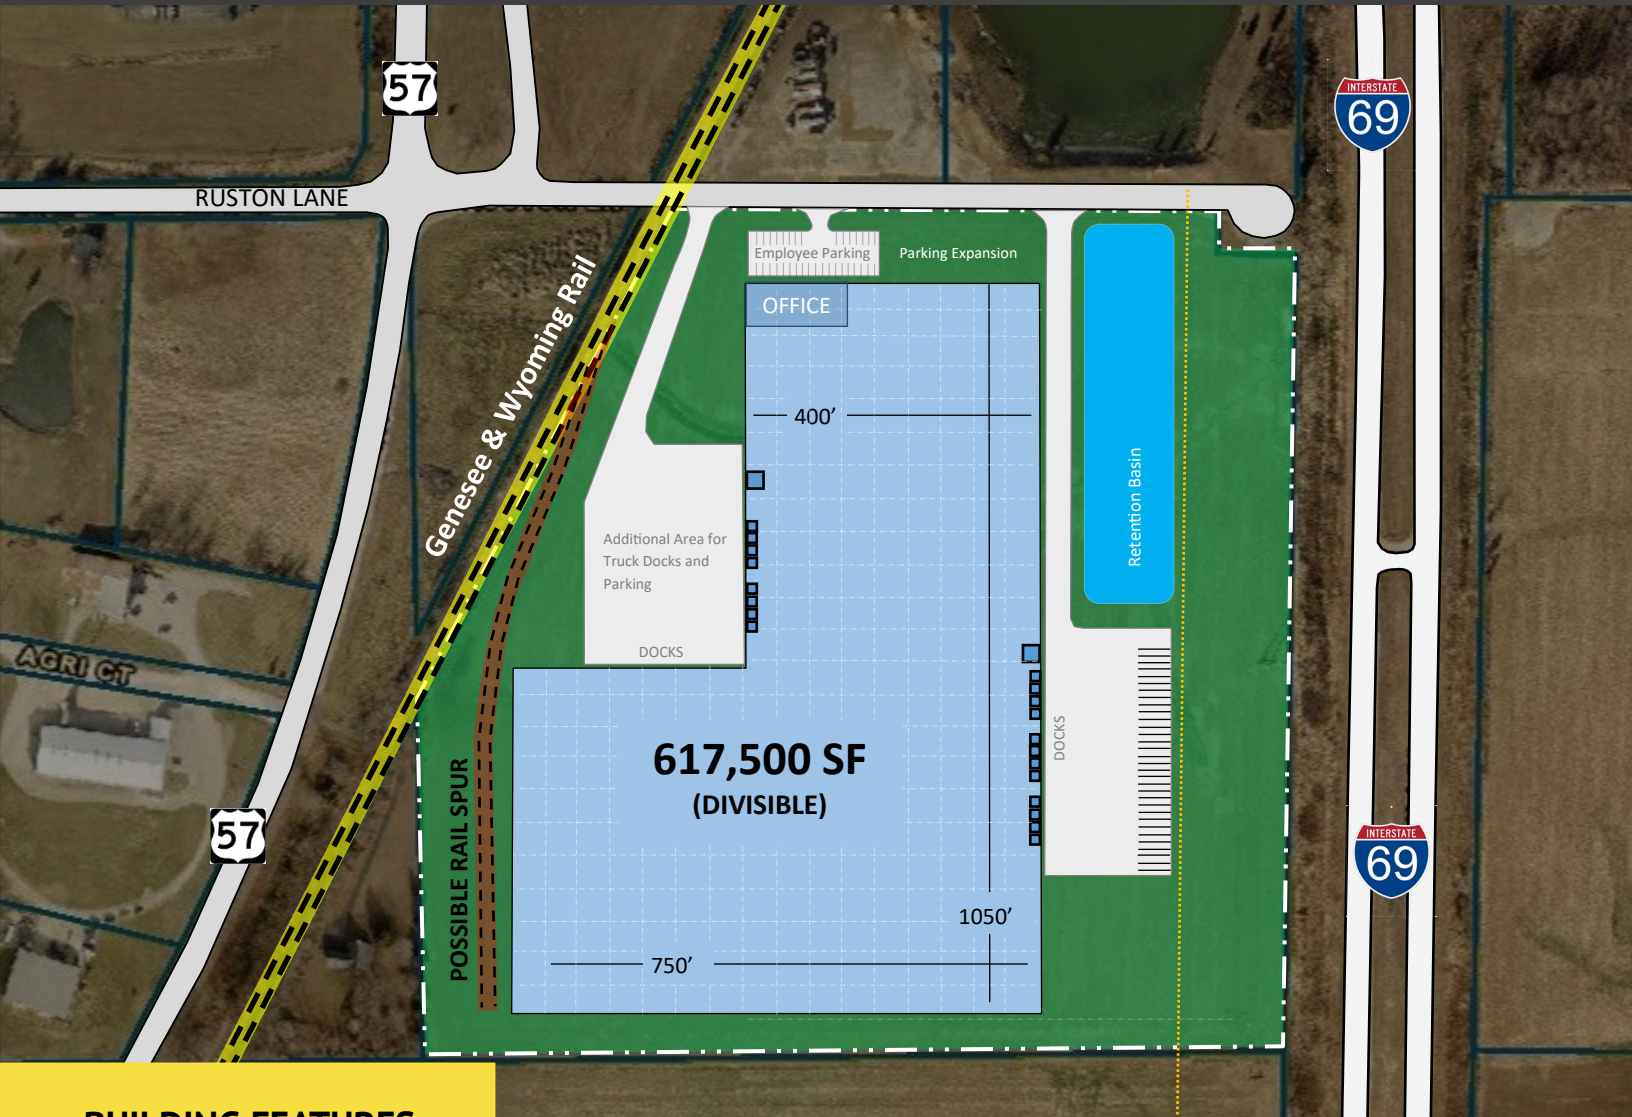 57
INTERSTATE
69
RUSTON LANE
Employee Parking
Parking Expansion
OFFICE
Genesee & Wyoming Rail
400’
Retention Basin
Additional Area for
Truck Docks and
Parking
DOCKS
AGRI CT
DOCKS
617,500 SF
(DIVISIBLE)
POSSIBLE RAIL SPUR
57
INTERSTATE
69
1050’
750’
BUILDING FEATURES